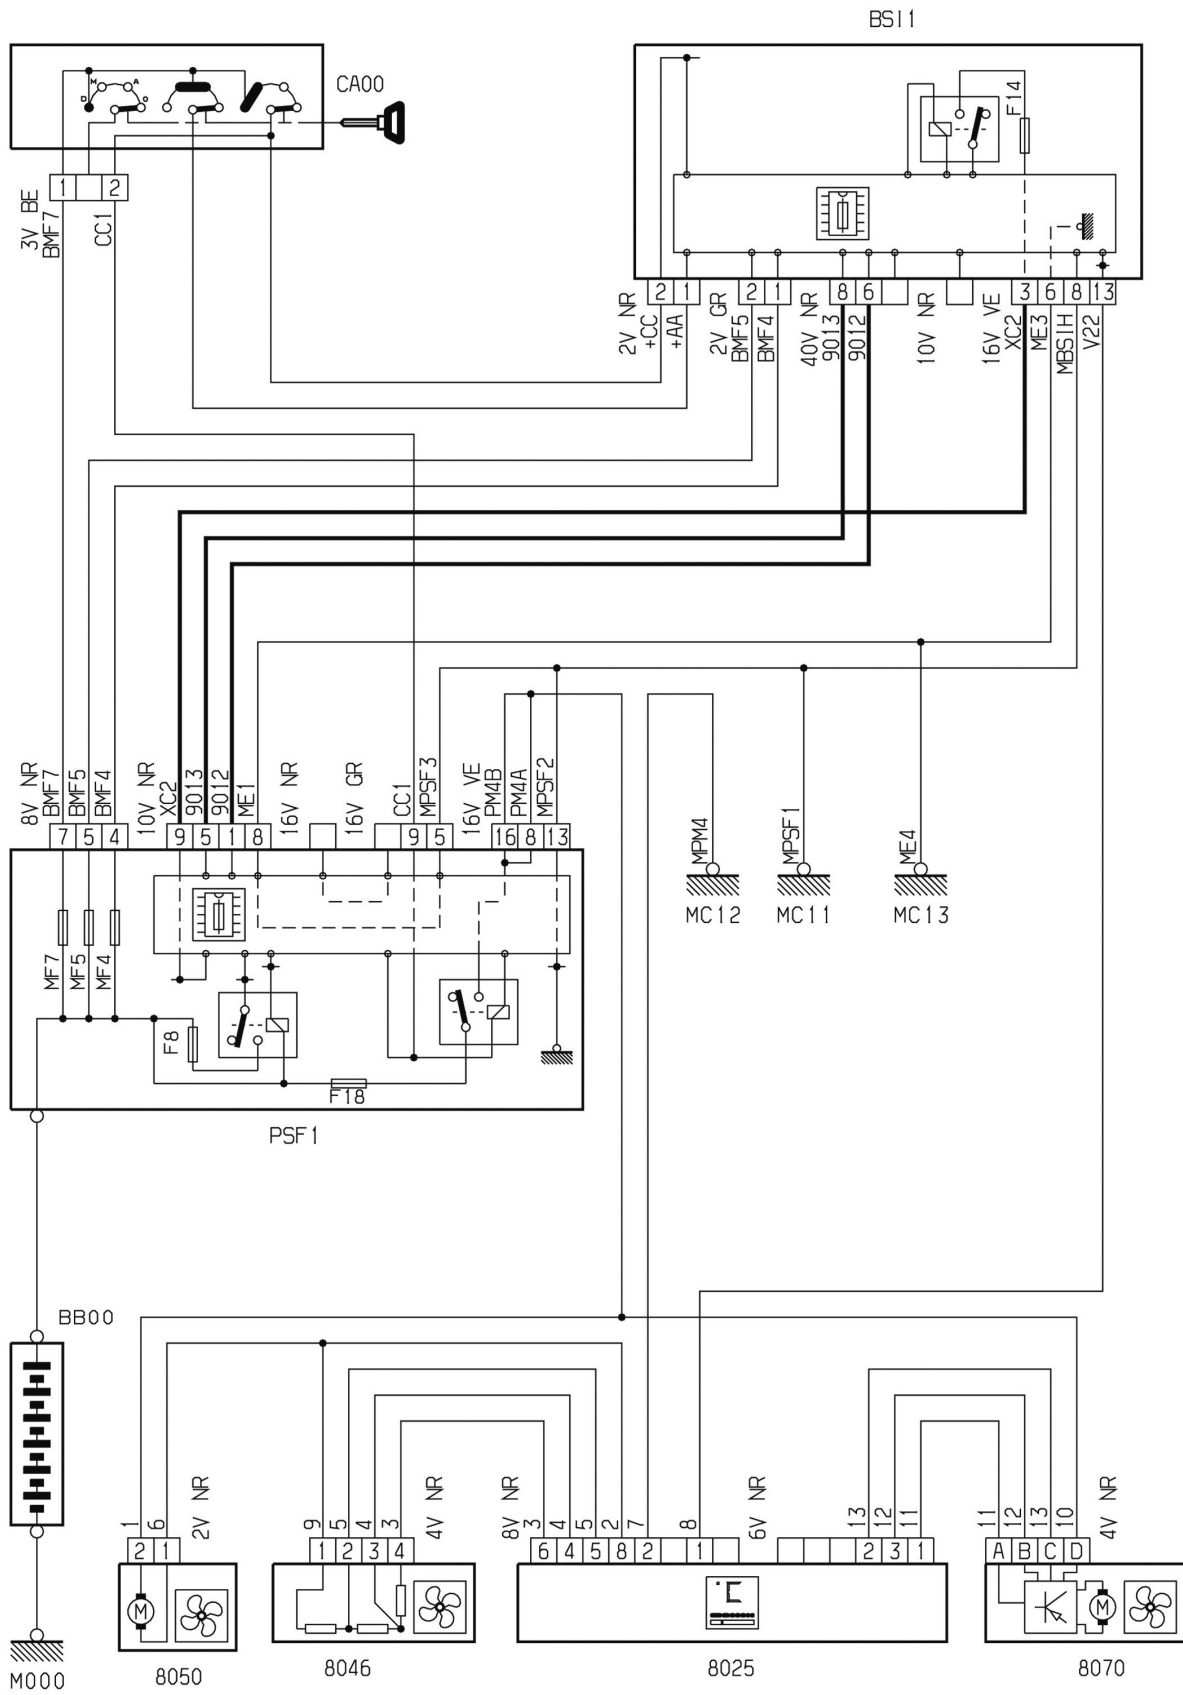 BSI1
M A
D O
CA00
F14
1 2
3V BE
BMF7
CC1
2 1 2 1 8 6 3 6 8 13
2V NR
+CC
+AA
2V GR
BMF5
BMF4
40V NR
9013
9012
10V NR
16V VE
XC2
ME3
MBSIH
V22
8V NR
BMF7
BMF5
BMF4
10V NR
XC2
9013
9012
ME1
16V NR
16V GR
CC1
MPSF3
16V VE
PM4B
PM4A
MPSF2
MPM4
MPSF1
ME4
7 5 4 9 5 1 8 9 5 16 8 13
MC12
MC11
MC13
MF7
MF5
MF4
F8
F18
PSF1
BB00
1 6
2V NR
9 5 4 3
4V NR
8V NR
3 4 5 2 7 8
6V NR
13 12 11
11 12 13 10
4V NR
2 1
1 2 3 4
6 4 5 8 2 1 2 3 1
A B C D
M
°C
M
M000
8050
8046
8025
8070